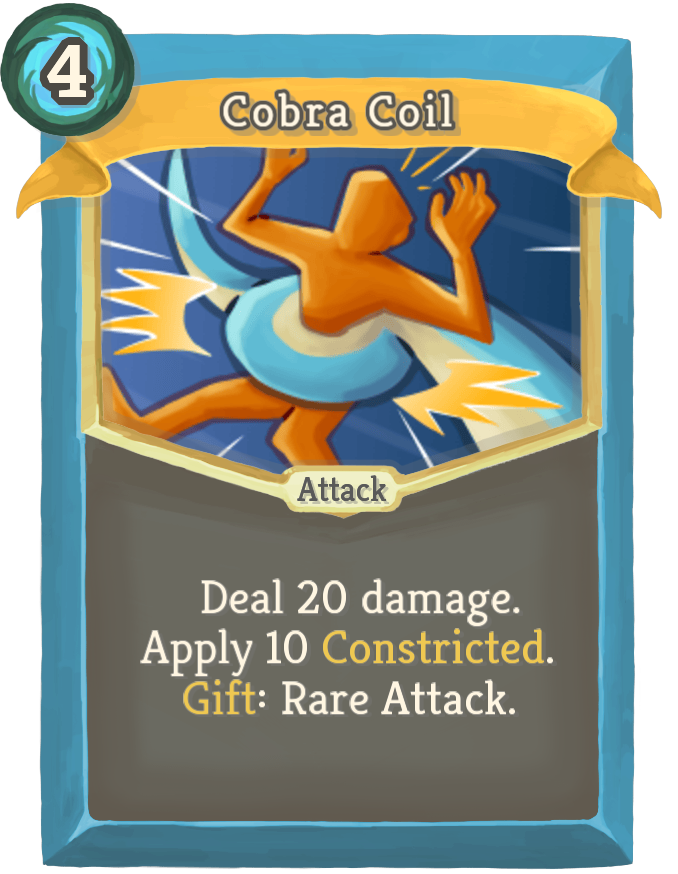 4
Cobra Coil
Attack
Deal 20 damage.
Apply 10 Constricted.
Gift: Rare Attack.